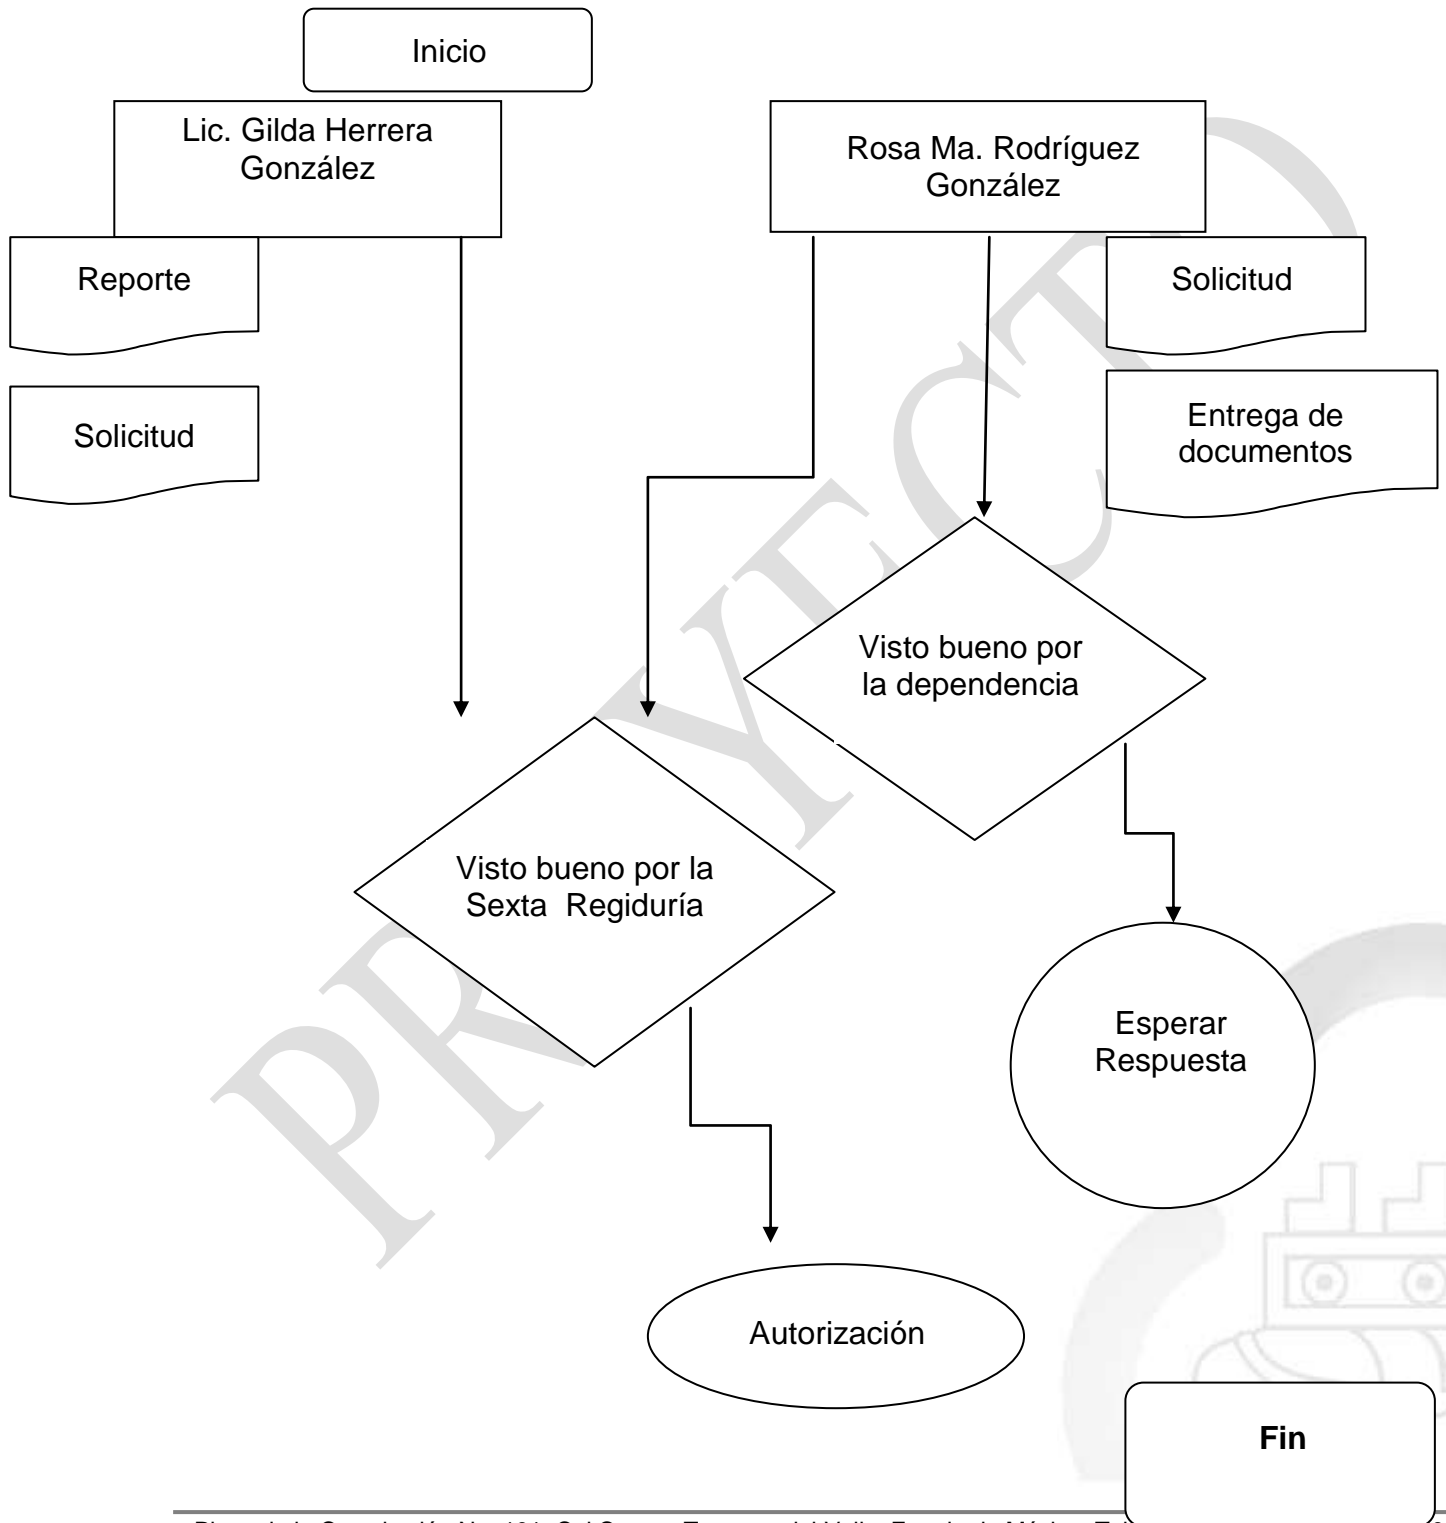 Inicio
Lic. Gilda Herrera
González
Rosa Ma. Rodríguez
González
Reporte
Solicitud
Solicitud
Entrega de
documentos
Visto bueno por
la dependencia
Visto bueno por la
Sexta  Regiduría
Esperar
Respuesta
Autorización
Fin